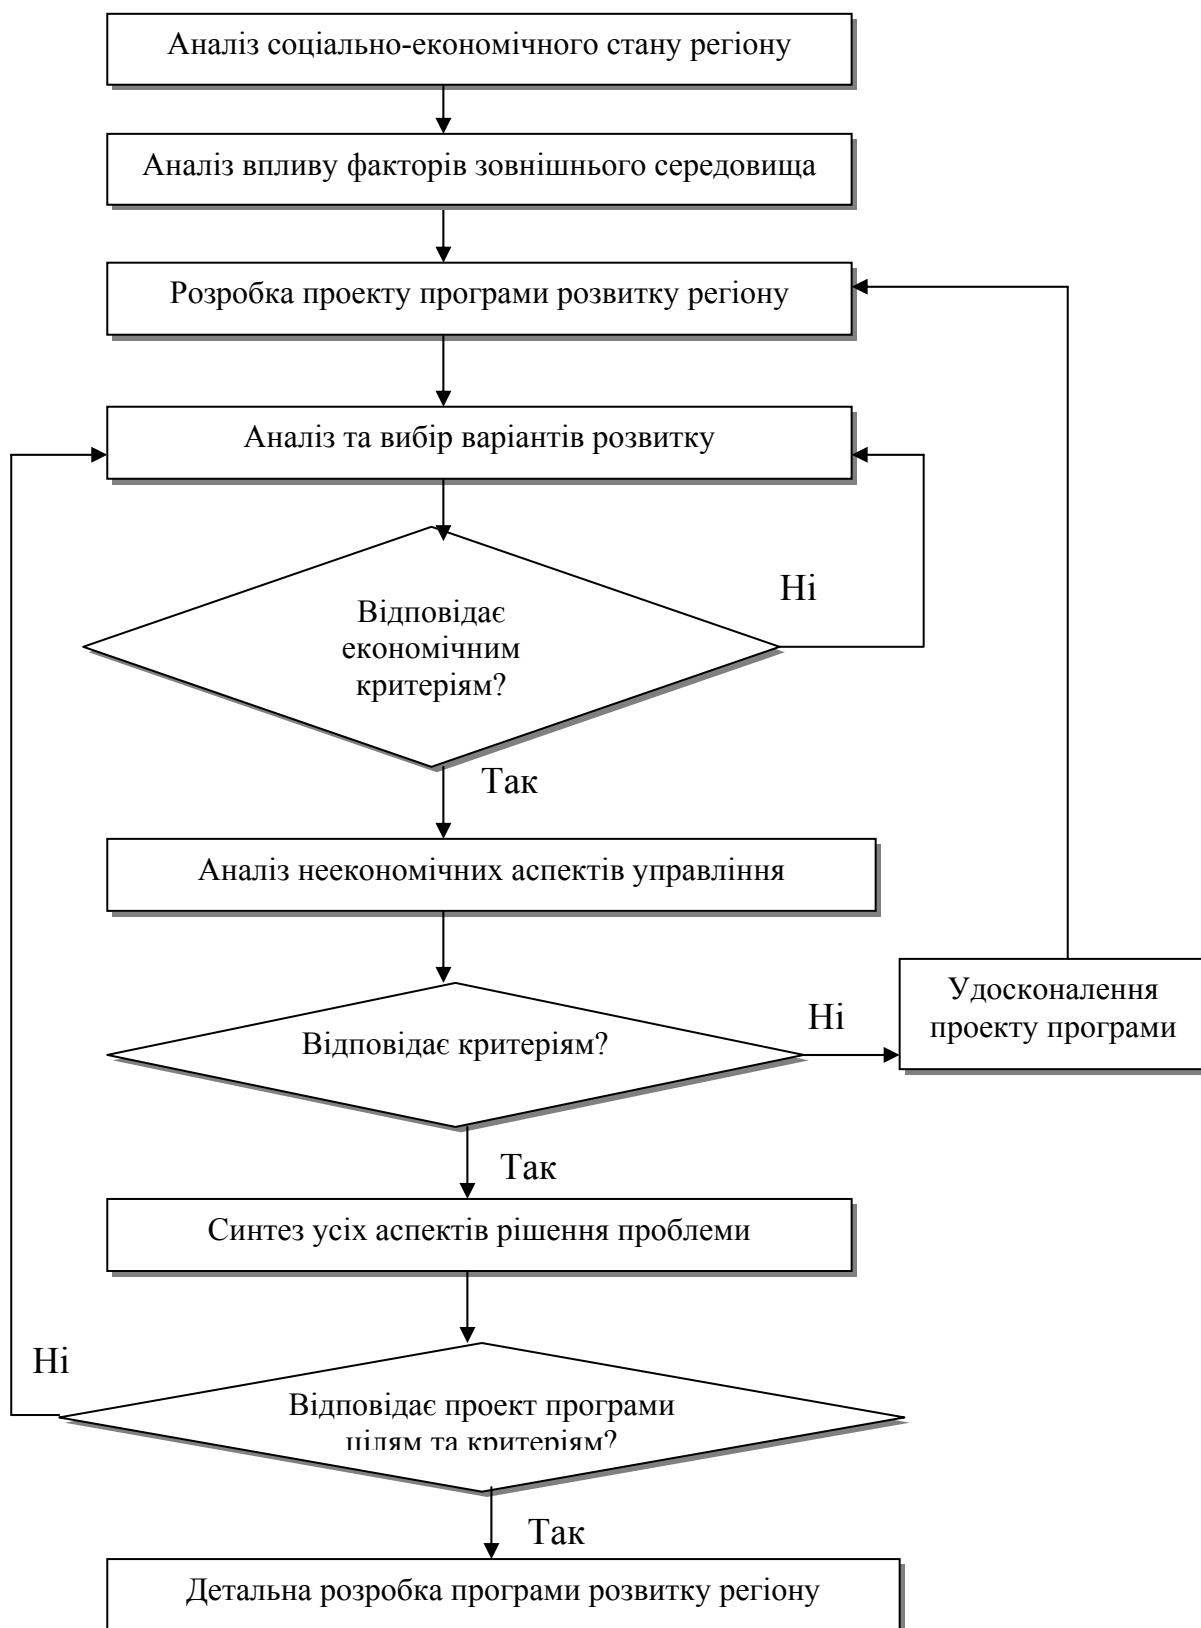 Аналіз соціально-економічного стану регіону
Аналіз впливу факторів зовнішнього середовища
Розробка проекту програми розвитку регіону
Аналіз та вибір варіантів розвитку
Ні
Відповідає
економічним
критеріям?
Так
Аналіз неекономічних аспектів управління
Удосконалення
проекту програми
Ні
Відповідає критеріям?
Так
Синтез усіх аспектів рішення проблеми
Ні
Відповідає проект програми
цілям та критеріям?
Так
Детальна розробка програми розвитку регіону